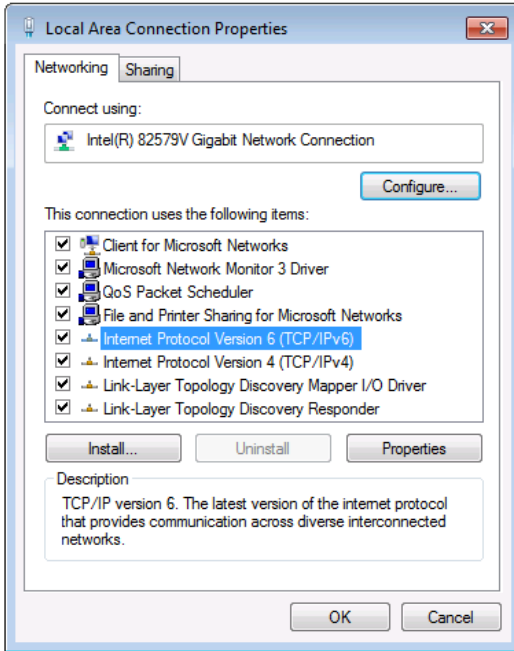 Local Area Connection Properties
Networking
Sharing
Connect using:
Intel(R) 82579V Gigabit Network Connection
Configure...
This connection uses the following items:
Client for Microsoft Networks
Microsoft Network Monitor 3 Driver
QoS Packet Scheduler
File and Printer Sharing for Microsoft Networks
Internet Protocol Version 6 (TCP/IPv6)
Internet Protocol Version 4 (TCP/IPv4)
Link-Layer Topology Discovery Mapper I/O Driver
Link-Layer Topology Discovery Responder
Install...
Uninstall
Properties
Description
TCP/IP version 6. The latest version of the internet protocol
that provides communication across diverse interconnected
networks.
OK
Cancel